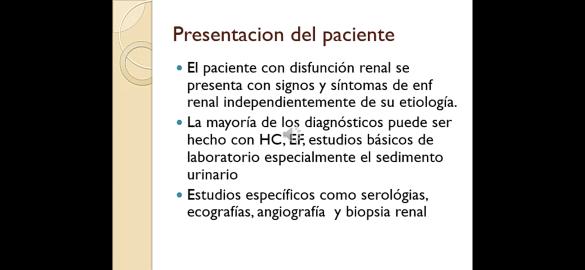 Presentacion del paciente
El paciente con disfunción renal se
presenta con signos y síntomas de enf
renal independientemente de su etiología.
La mayoría de los diagnósticos puede ser
hecho con HC, EF, estudios básicos de
laboratorio especialmente el sedimento
urinario
Estudios específicos como serológias,
ecografías, angiografía y biopsia renal